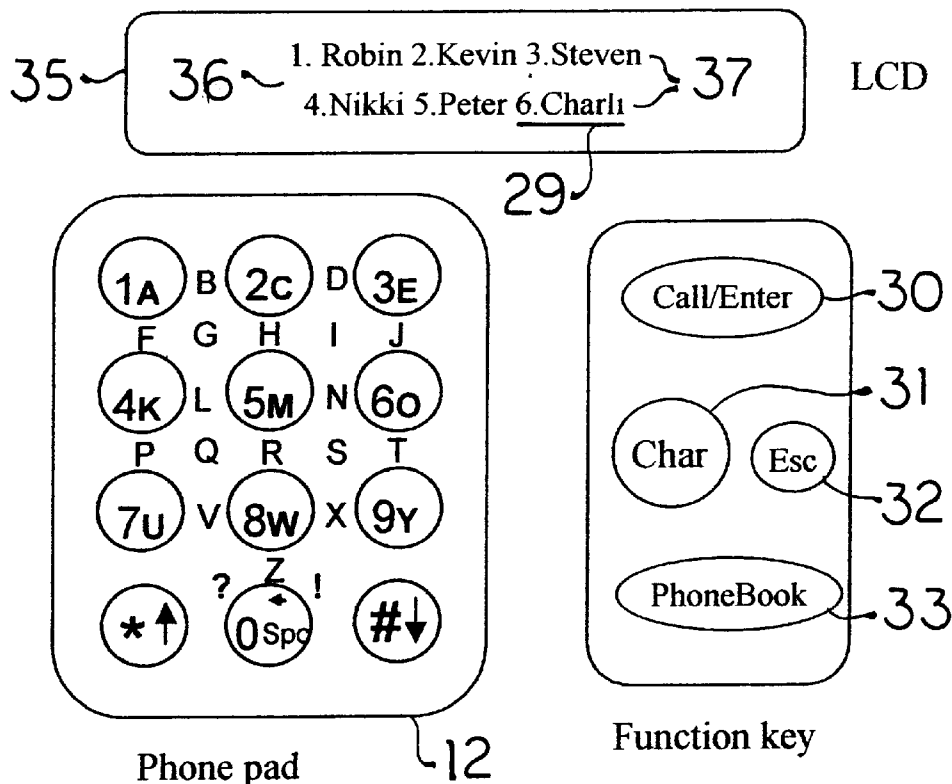 35 36 1. Robin 2.Kevin 3.Steven 37 LCD
4.Nikki 5.Peter 6.Charlı
29
1A B 2C D 3E
F G H I J
4K L 5M N 6O
P Q R S T
7U V 8W X 9Y
? Z !
*↑ 0Spc ← #↓
12
Phone pad
Call/Enter 30
31
Char Esc
32
PhoneBook 33
Function key